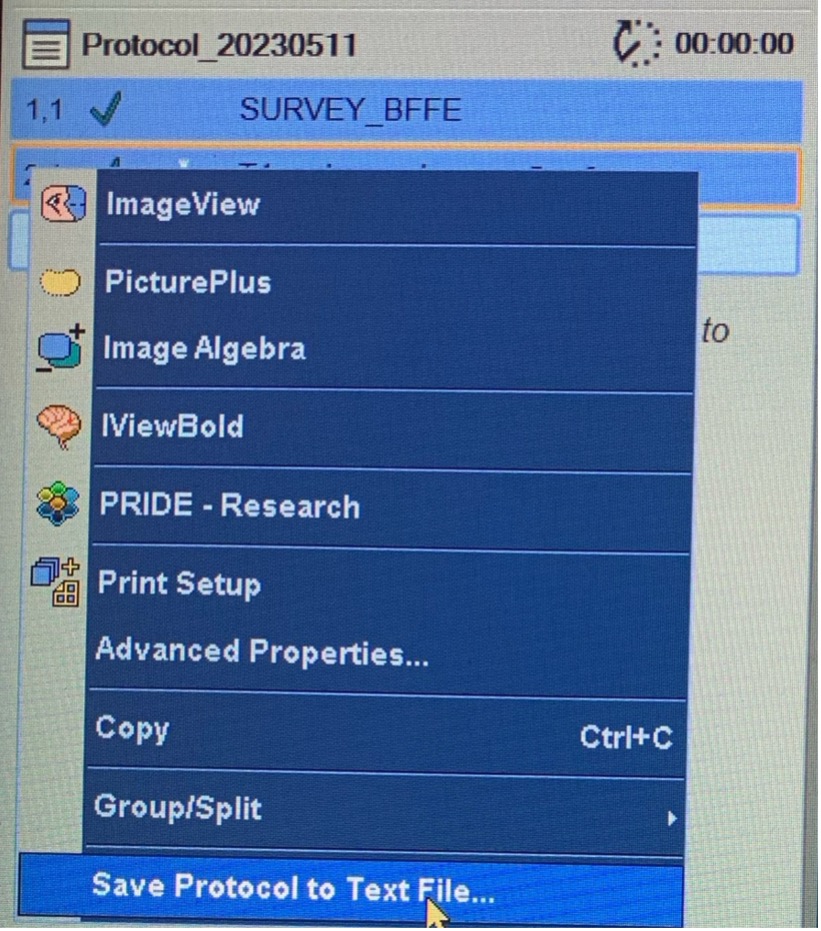 Protocol_20230511 00:00:00
1,1 SURVEY_BFFE
ImageView
PicturePlus
to
Image Algebra
IViewBold
PRIDE - Research
Print Setup
Advanced Properties...
Copy Ctrl+C
Group/Split
Save Protocol to Text File...